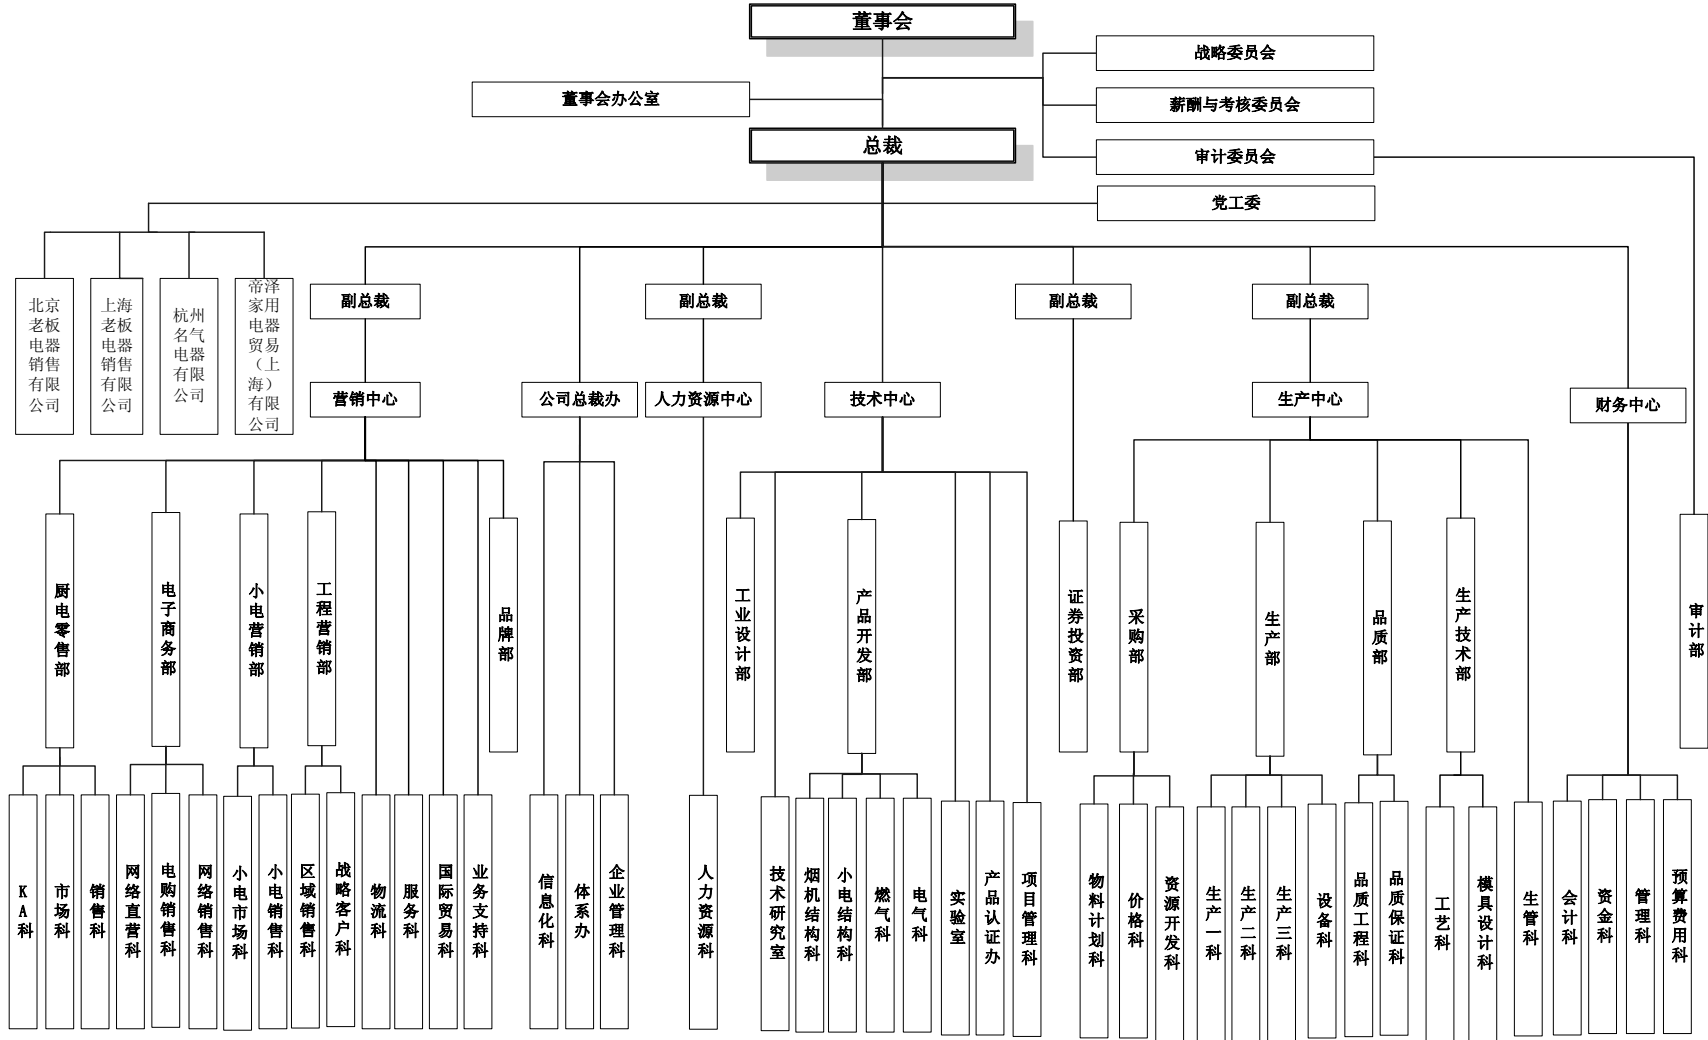 董事会
战略委员会
董事会办公室
薪酬与考核委员会
总裁
审计委员会
党工委
北京
老板
电器
销售
有限
公司
上海
老板
电器
销售
有限
公司
杭州
名气
电器
有限
公司
帝泽
家用
电器
贸易
（上
海）
有限
公司
副总裁
副总裁
副总裁
副总裁
营销中心
公司总裁办
人力资源中心
技术中心
生产中心
财务中心
厨电零售部
电子商务部
小电营销部
工程营销部
品牌部
工业设计部
产品开发部
证券投资部
采购部
生产部
品质部
生产技术部
审计部
KA科
市场科
销售科
网络直营科
电购销售科
网络销售科
小电市场科
小电销售科
区域销售科
战略客户科
物流科
服务科
国际贸易科
业务支持科
信息化科
体系办
企业管理科
人力资源科
技术研究室
烟机结构科
小电结构科
燃气科
电气科
实验室
产品认证办
项目管理科
物料计划科
价格科
资源开发科
生产一科
生产二科
生产三科
设备科
品质工程科
品质保证科
工艺科
模具设计科
生管科
会计科
资金科
管理科
预算费用科